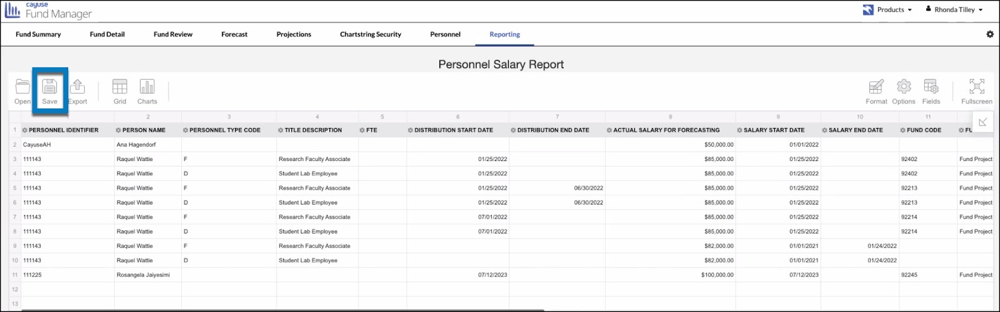 cayuse
Fund Manager
Products
Rhonda Tilley
Fund Summary Fund Detail Fund Review Forecast Projections Chartstring Security Personnel Reporting
Personnel Salary Report
Open Save Export Grid Charts Format Options Fields Fullscreen
1 2 3 4 5 6 7 8 9 10 11
1 PERSONNEL IDENTIFIER PERSON NAME PERSONNEL TYPE CODE TITLE DESCRIPTION FTE DISTRIBUTION START DATE DISTRIBUTION END DATE ACTUAL SALARY FOR FORECASTING SALARY START DATE SALARY END DATE FUND CODE FU
2 CayuseAH Ana Hagendorf $50,000.00 01/01/2022
3 111143 Raquel Wattie F Research Faculty Associate 01/25/2022 $85,000.00 01/25/2022 92402 Fund Project
4 111143 Raquel Wattie D Student Lab Employee 01/25/2022 $85,000.00 01/25/2022 92402 Fund Project
5 111143 Raquel Wattie F Research Faculty Associate 01/25/2022 06/30/2022 $85,000.00 01/25/2022 92213 Fund Project
6 111143 Raquel Wattie D Student Lab Employee 01/25/2022 06/30/2022 $85,000.00 01/25/2022 92213 Fund Project
7 111143 Raquel Wattie F Research Faculty Associate 07/01/2022 $85,000.00 01/25/2022 92214 Fund Project
8 111143 Raquel Wattie D Student Lab Employee 07/01/2022 $85,000.00 01/25/2022 92214 Fund Project
9 111143 Raquel Wattie F Research Faculty Associate $82,000.00 01/01/2021 01/24/2022
10 111143 Raquel Wattie D Student Lab Employee $82,000.00 01/01/2021 01/24/2022
11 111225 Rosangela Jaiyesimi 07/12/2023 $100,000.00 07/12/2023 92245 Fund Project
12
13